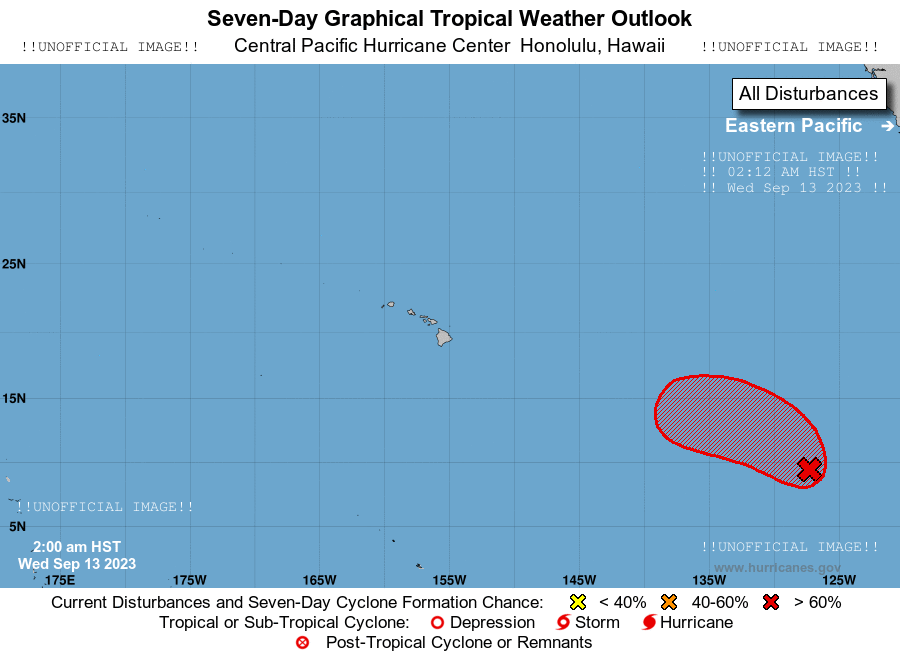 Seven-Day Graphical Tropical Weather Outlook
!!UNOFFICIAL IMAGE!! Central Pacific Hurricane Center Honolulu, Hawaii !!UNOFFICIAL IMAGE!!
All Disturbances
35N
Eastern Pacific →
!!UNOFFICIAL IMAGE!!
!! 02:12 AM HST !!
!! Wed Sep 13 2023 !!
25N
15N
!!UNOFFICIAL IMAGE!!
5N
2:00 am HST
Wed Sep 13 2023
!!UNOFFICIAL IMAGE!!
www.hurricanes.gov
175E 175W 165W 155W 145W 135W 125W
Current Disturbances and Seven-Day Cyclone Formation Chance: < 40% 40-60% > 60%
Tropical or Sub-Tropical Cyclone: Depression Storm Hurricane
Post-Tropical Cyclone or Remnants